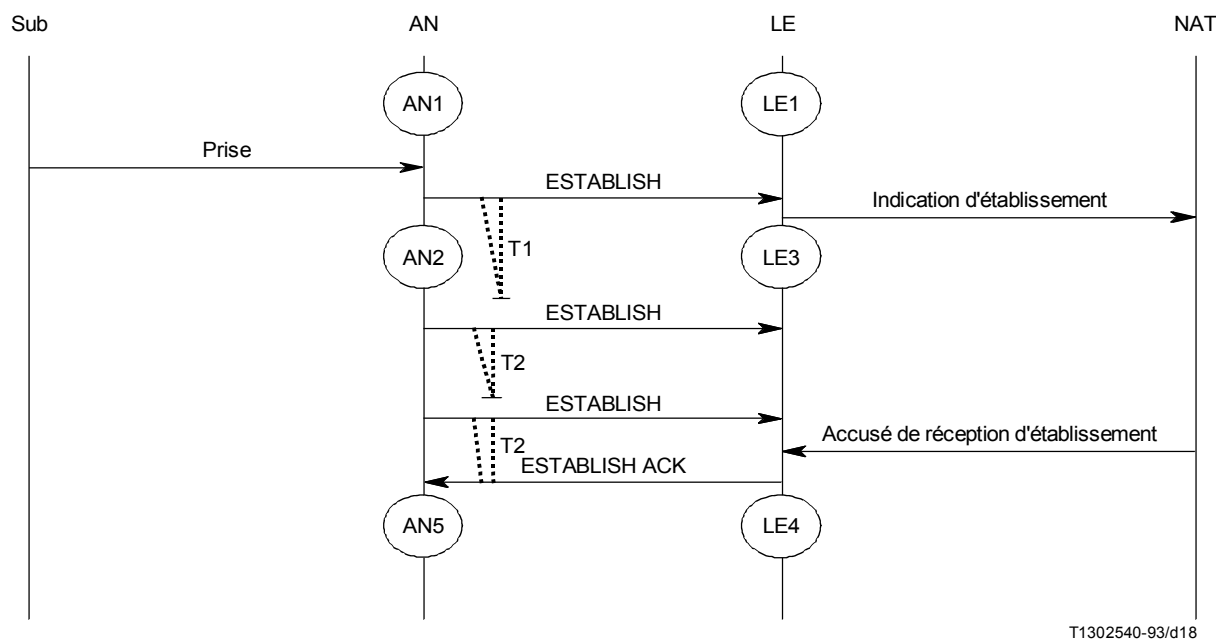 Sub AN LE NAT
AN1 LE1
Prise
ESTABLISH
Indication d'établissement
AN2 T1 LE3
ESTABLISH
T2
ESTABLISH
Accusé de réception d'établissement
T2
ESTABLISH ACK
AN5 LE4
T1302540-93/d18